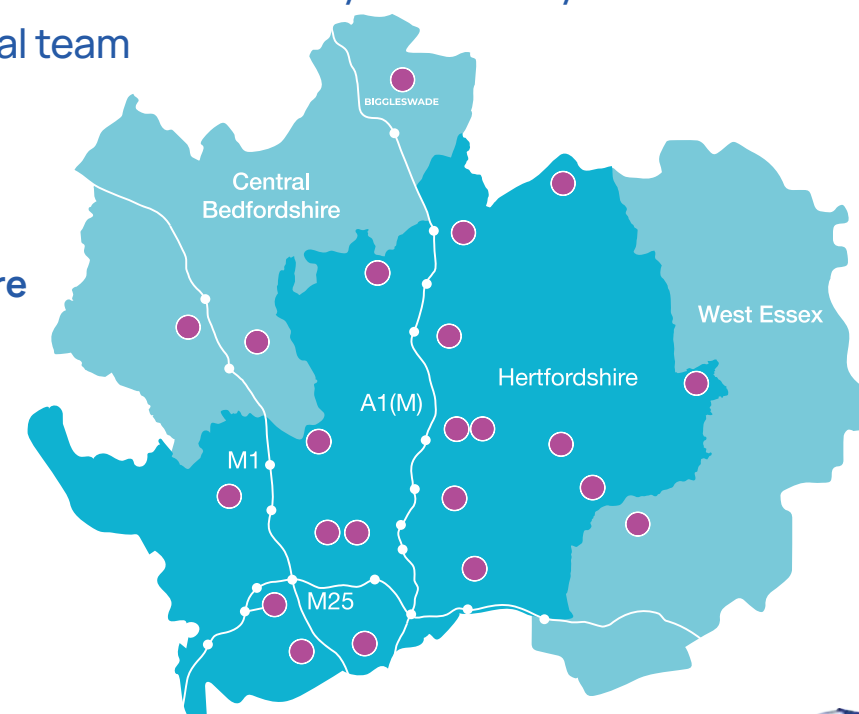 al team
BIGGLESWADE
Central
Bedfordshire
re
West Essex
Hertfordshire
A1(M)
M1
M25